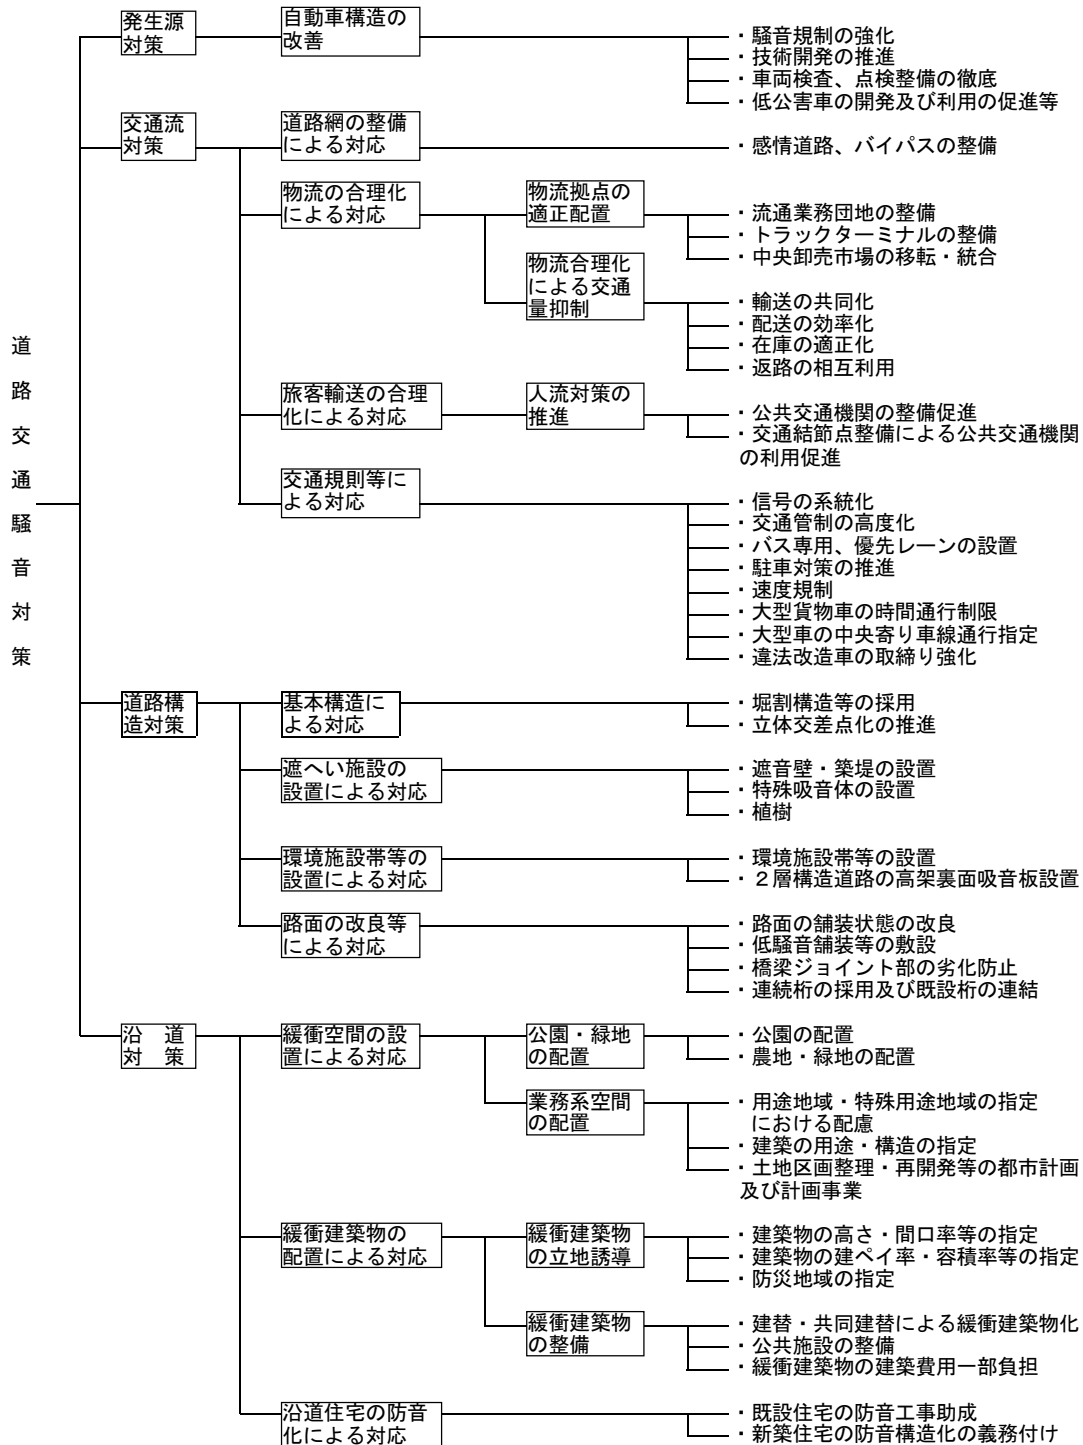 道路交通騒音対策
発生源
対策
自動車構造の
改善
・騒音規制の強化
・技術開発の推進
・車両検査、点検整備の徹底
・低公害車の開発及び利用の促進等
交通流
対策
道路網の整備
による対応
・感情道路、バイパスの整備
物流の合理化
による対応
物流拠点の
適正配置
・流通業務団地の整備
・トラックターミナルの整備
・中央卸売市場の移転・統合
物流合理化
による交通
量抑制
・輸送の共同化
・配送の効率化
・在庫の適正化
・返路の相互利用
旅客輸送の合理
化による対応
人流対策の
推進
・公共交通機関の整備促進
・交通結節点整備による公共交通機関
の利用促進
交通規則等に
よる対応
・信号の系統化
・交通管制の高度化
・バス専用、優先レーンの設置
・駐車対策の推進
・速度規制
・大型貨物車の時間通行制限
・大型車の中央寄り車線通行指定
・違法改造車の取締り強化
道路構
造対策
基本構造に
よる対応
・堀割構造等の採用
・立体交差点化の推進
遮へい施設の
設置による対応
・遮音壁・築堤の設置
・特殊吸音体の設置
・植樹
環境施設帯等の
設置による対応
・環境施設帯等の設置
・２層構造道路の高架裏面吸音板設置
路面の改良等
による対応
・路面の舗装状態の改良
・低騒音舗装等の敷設
・橋梁ジョイント部の劣化防止
・連続桁の採用及び既設桁の連結
沿　道
対　策
緩衝空間の設
置による対応
公園・緑地
の配置
・公園の配置
・農地・緑地の配置
業務系空間
の配置
・用途地域・特殊用途地域の指定
における配慮
・建築の用途・構造の指定
・土地区画整理・再開発等の都市計画
及び計画事業
緩衝建築物の
配置による対応
緩衝建築物
の立地誘導
・建築物の高さ・間口率等の指定
・建築物の建ペイ率・容積率等の指定
・防災地域の指定
緩衝建築物
の整備
・建替・共同建替による緩衝建築物化
・公共施設の整備
・緩衝建築物の建築費用一部負担
沿道住宅の防音
化による対応
・既設住宅の防音工事助成
・新築住宅の防音構造化の義務付け